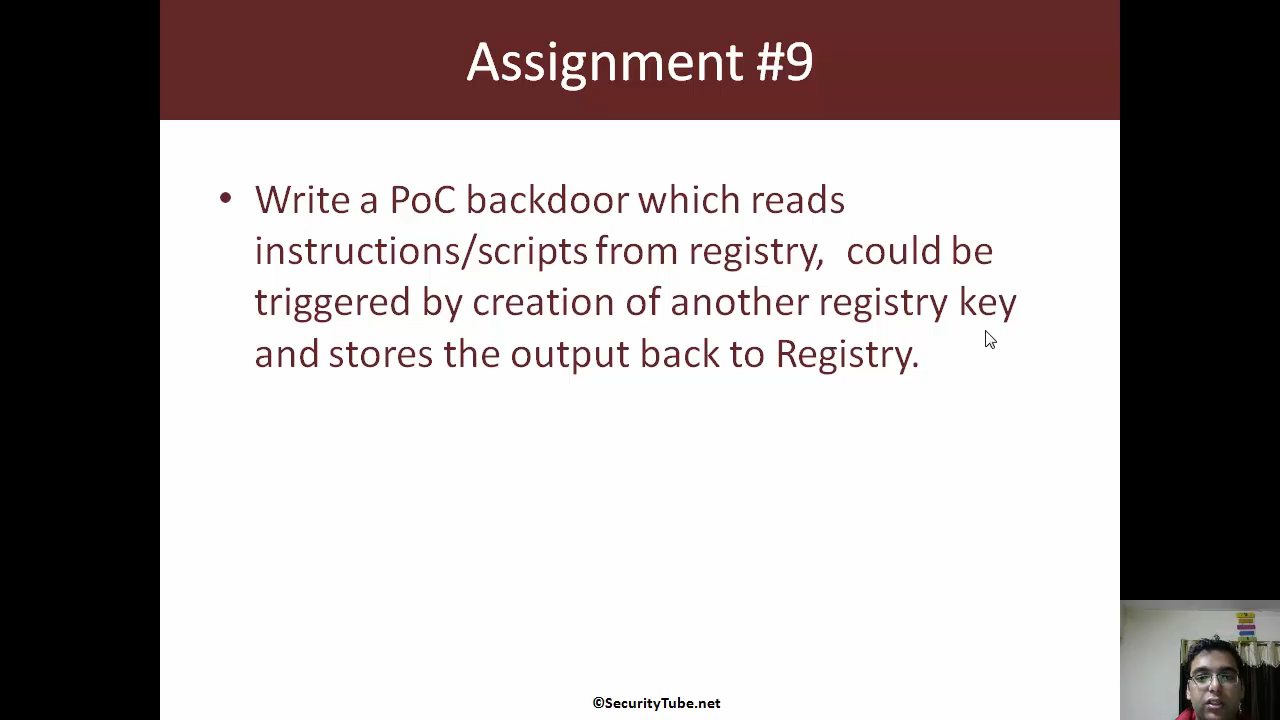 Assignment #9
• Write a PoC backdoor which reads
instructions/scripts from registry, could be
triggered by creation of another registry key
and stores the output back to Registry.
©SecurityTube.net